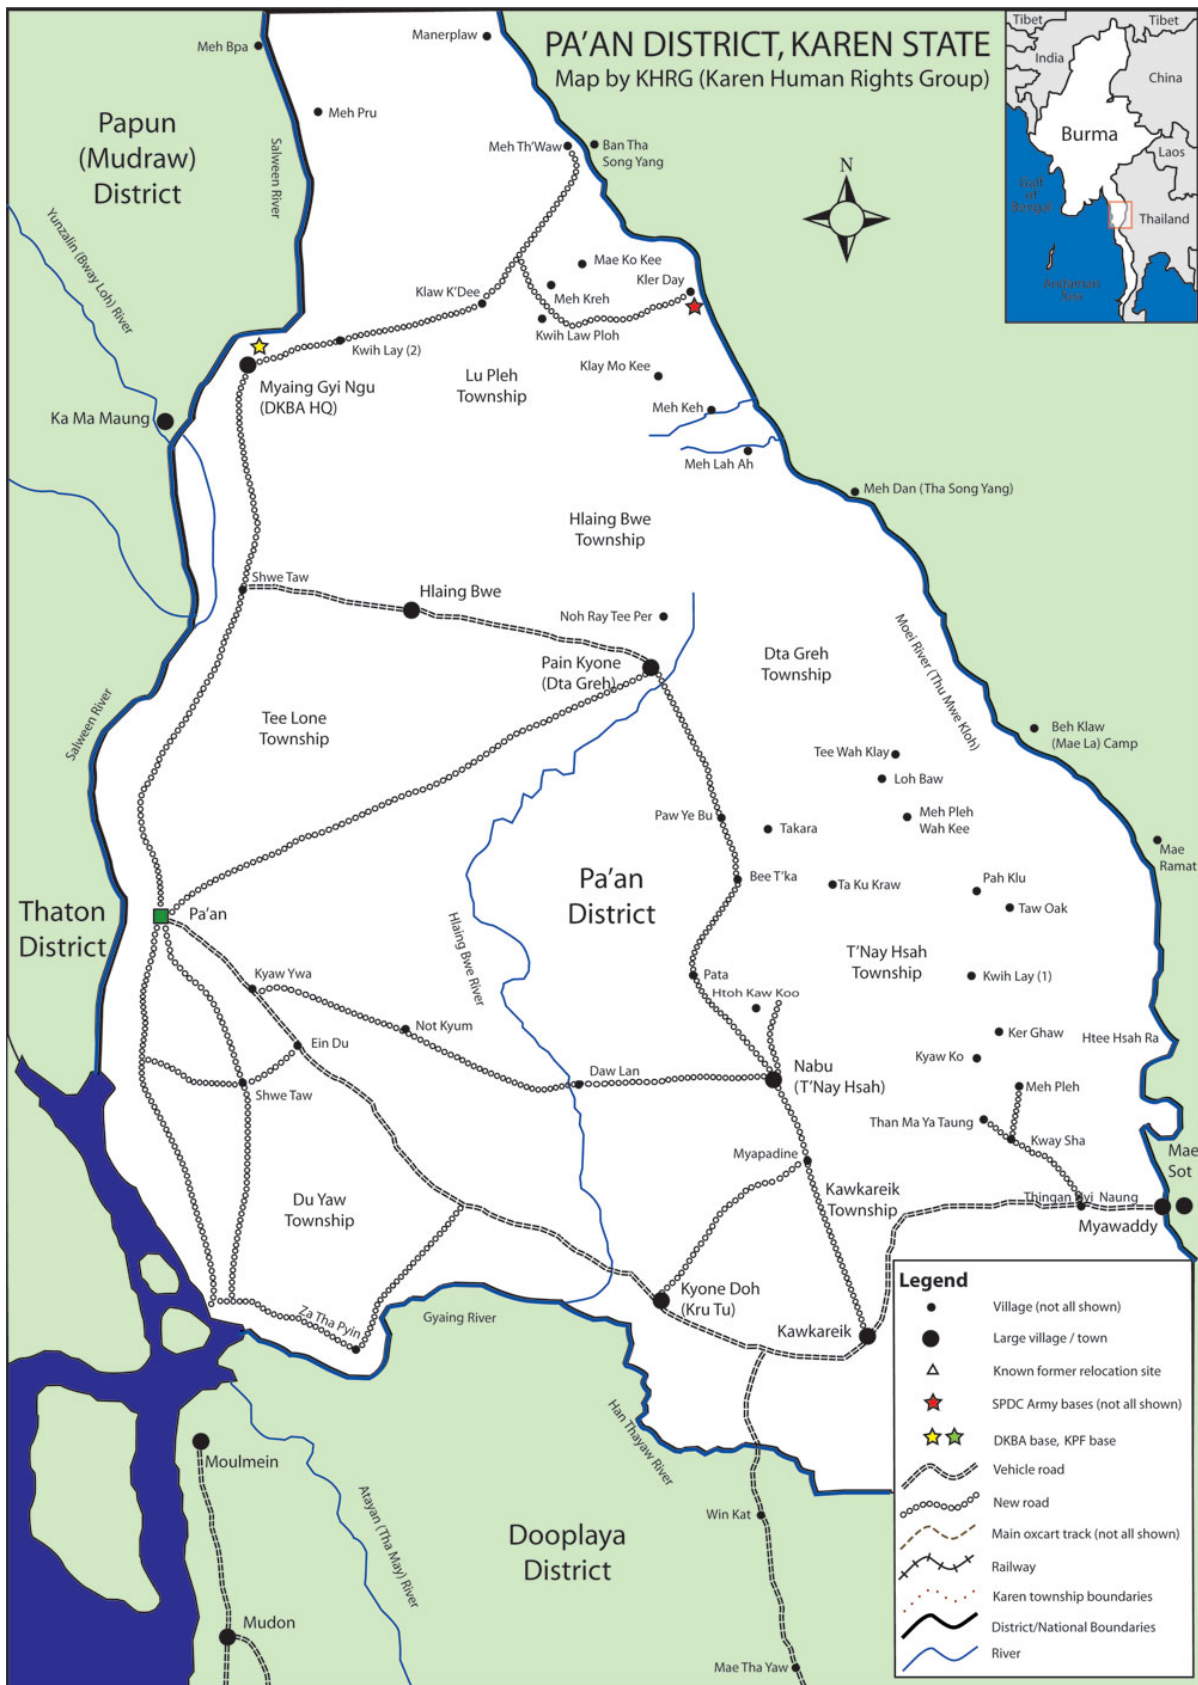 Meh Bpa
Manerplaw
PA'AN DISTRICT, KAREN STATE
Map by KHRG (Karen Human Rights Group)
Tibet
Tibet
India
China
Burma
Laos
Gulf
of
Bengal
Thailand
Andaman
Sea
Papun
(Mudraw)
District
Meh Pru
Salween River
Meh Th'Waw
Ban Tha
Song Yang
N
Yunzalin (Bway Loh) River
Mae Ko Kee
Kler Day
Klaw K'Dee
Meh Kreh
Kwih Law Ploh
Kwih Lay (2)
Myaing Gyi Ngu
(DKBA HQ)
Lu Pleh
Township
Klay Mo Kee
Ka Ma Maung
Meh Keh
Meh Lah Ah
Meh Dan (Tha Song Yang)
Hlaing Bwe
Township
Shwe Taw
Hlaing Bwe
Noh Ray Tee Per
Pain Kyone
(Dta Greh)
Dta Greh
Township
Moei River (Thu Mwe Kloh)
Salween River
Tee Lone
Township
Beh Klaw
(Mae La) Camp
Tee Wah Klay
Loh Baw
Paw Ye Bu
Takara
Meh Pleh
Wah Kee
Mae
Ramat
Bee T'ka
Ta Ku Kraw
Pah Klu
Taw Oak
Pa'an
District
Thaton
District
Pa'an
Hlaing Bwe River
T'Nay Hsah
Township
Kyaw Ywa
Pata
Kwih Lay (1)
Htoh Kaw Koo
Not Kyum
Ein Du
Ker Ghaw
Htee Hsah Ra
Kyaw Ko
Daw Lan
Nabu
(T'Nay Hsah)
Shwe Taw
Meh Pleh
Than Ma Ya Taung
Kway Sha
Mae
Sot
Myapadine
Du Yaw
Township
Kawkareik
Township
Thingan Nyi Naung
Myawaddy
Kyone Doh
(Kru Tu)
Za Tha Pyin
Gyaing River
Kawkareik
Han Thayaw River
Moulmein
Atayan (Tha May) River
Win Kat
Dooplaya
District
Mudon
Mae Tha Yaw
Legend
Village (not all shown)
Large village / town
Known former relocation site
SPDC Army bases (not all shown)
DKBA base, KPF base
Vehicle road
New road
Main oxcart track (not all shown)
Railway
Karen township boundaries
District/National Boundaries
River